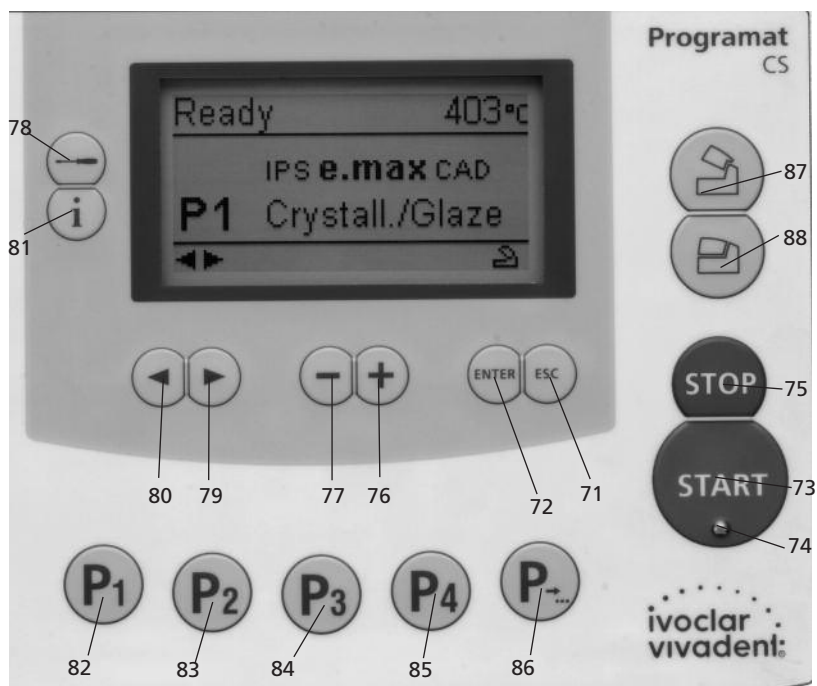 Programat
CS
78
Ready 403°C
IPS e.max CAD
P1 Crystall./Glaze
81
i
87
88
STOP
75
ENTER
ESC
80
79
77
76
72
71
START
73
74
P1
P2
P3
P4
P→...
82
83
84
85
86
ivoclar
vivadent: